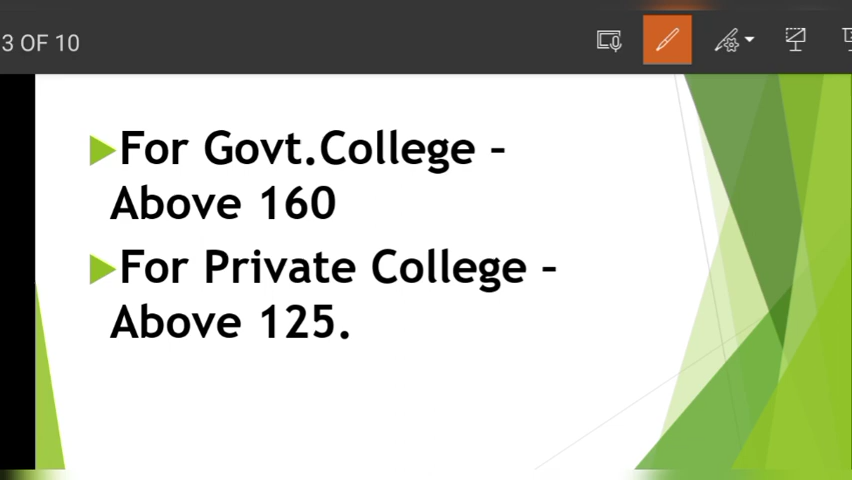 3 OF 10
For Govt.College –
Above 160
For Private College –
Above 125.